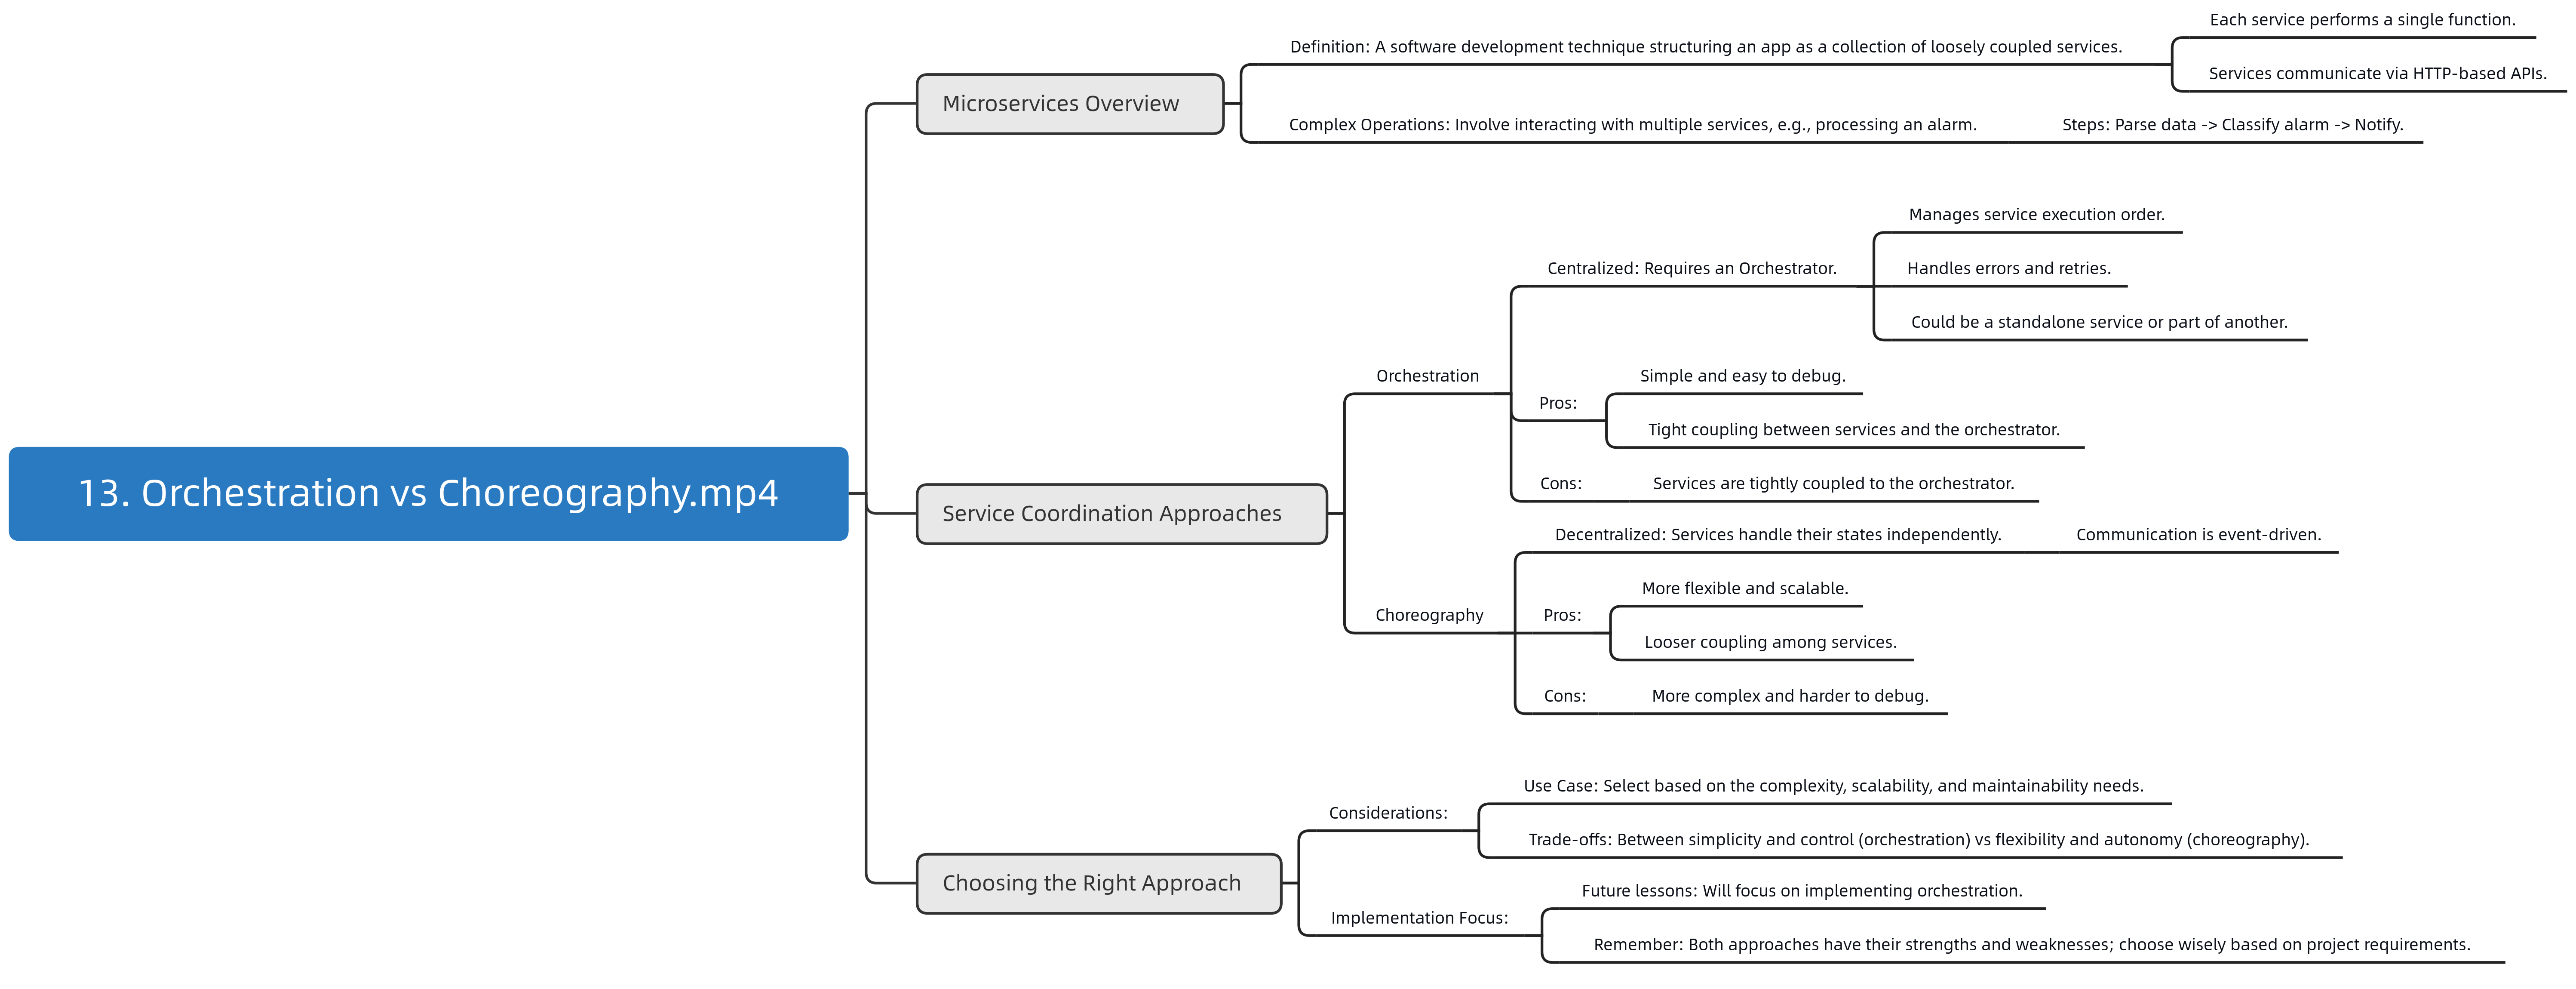 13. Orchestration vs Choreography.mp4
Microservices Overview
Definition: A software development technique structuring an app as a collection of loosely coupled services.
Each service performs a single function.
Services communicate via HTTP-based APIs.
Complex Operations: Involve interacting with multiple services, e.g., processing an alarm.
Steps: Parse data -> Classify alarm -> Notify.
Service Coordination Approaches
Orchestration
Centralized: Requires an Orchestrator.
Manages service execution order.
Handles errors and retries.
Could be a standalone service or part of another.
Pros:
Simple and easy to debug.
Tight coupling between services and the orchestrator.
Cons:
Services are tightly coupled to the orchestrator.
Choreography
Decentralized: Services handle their states independently.
Communication is event-driven.
Pros:
More flexible and scalable.
Looser coupling among services.
Cons:
More complex and harder to debug.
Choosing the Right Approach
Considerations:
Use Case: Select based on the complexity, scalability, and maintainability needs.
Trade-offs: Between simplicity and control (orchestration) vs flexibility and autonomy (choreography).
Implementation Focus:
Future lessons: Will focus on implementing orchestration.
Remember: Both approaches have their strengths and weaknesses; choose wisely based on project requirements.